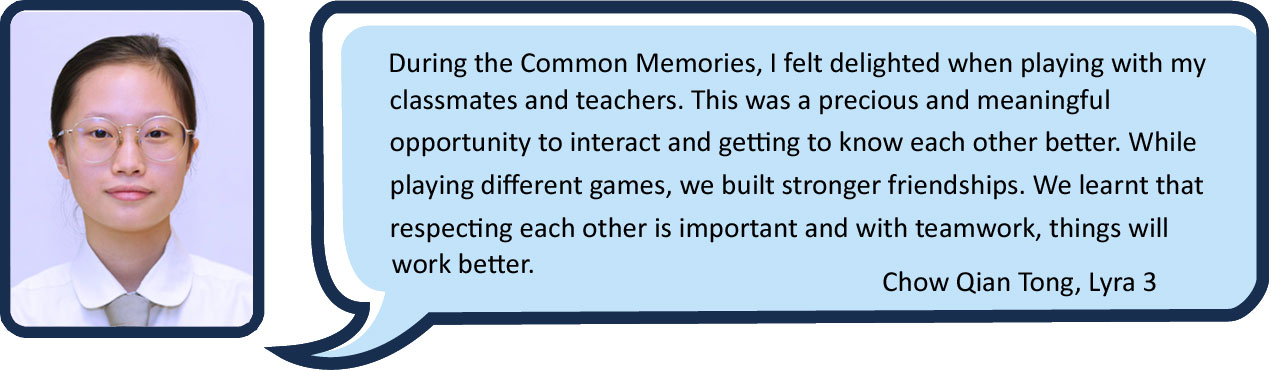 During the Common Memories, I felt delighted when playing with my
classmates and teachers. This was a precious and meaningful
opportunity to interact and getting to know each other better. While
playing different games, we built stronger friendships. We learnt that
respecting each other is important and with teamwork, things will
work better.
Chow Qian Tong, Lyra 3